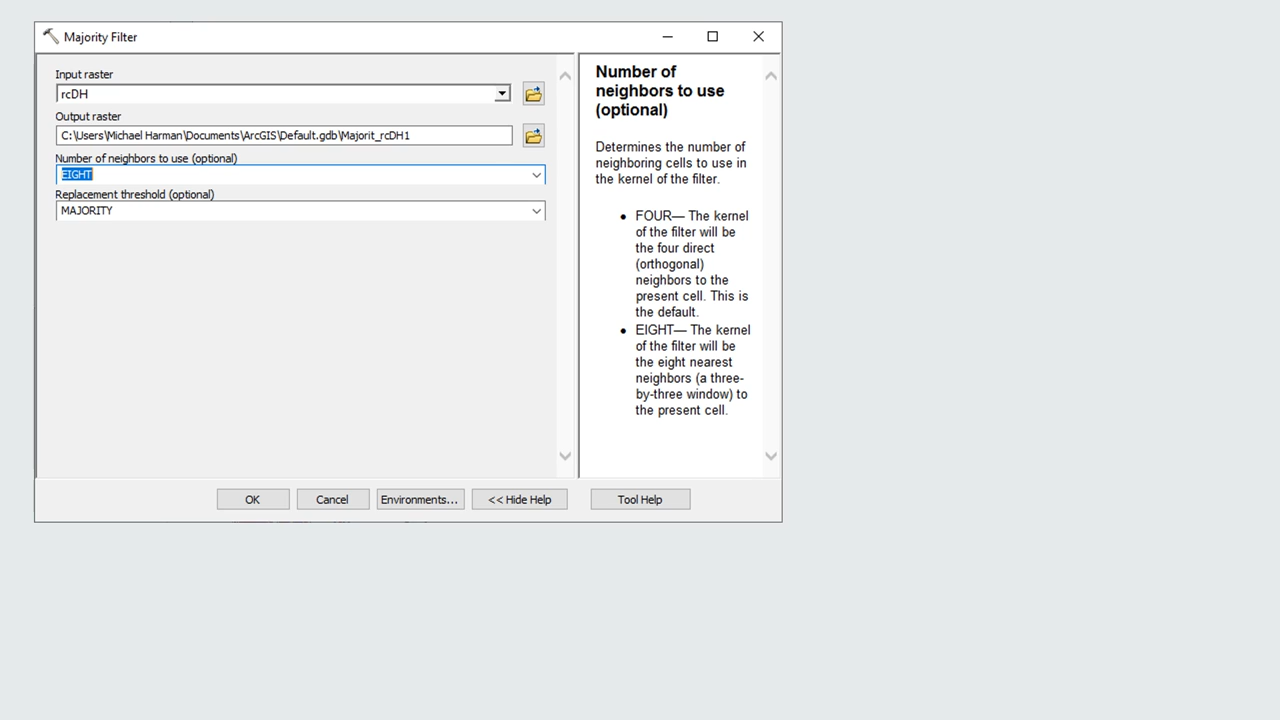 Majority Filter
Input raster
rcDH
Output raster
C:\Users\Michael Harman\Documents\ArcGIS\Default.gdb\Majorit_rcDH1
Number of neighbors to use (optional)
EIGHT
Replacement threshold (optional)
MAJORITY
Number of
neighbors to use
(optional)
Determines the number of
neighboring cells to use in
the kernel of the filter.
• FOUR— The kernel
of the filter will be
the four direct
(orthogonal)
neighbors to the
present cell. This is
the default.
• EIGHT— The kernel
of the filter will be
the eight nearest
neighbors (a three-
by-three window) to
the present cell.
OK
Cancel
Environments...
<< Hide Help
Tool Help